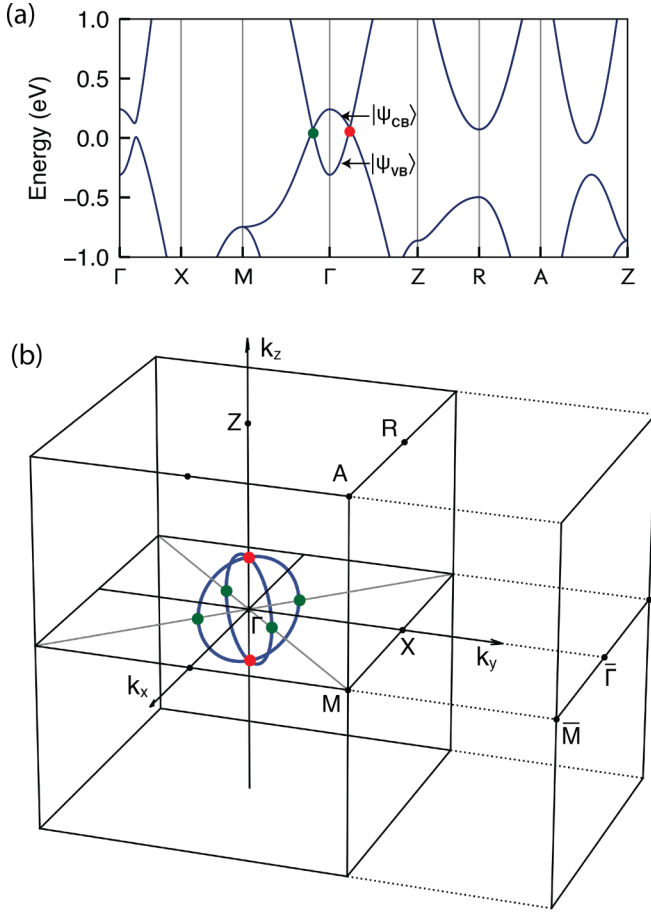 (a)
1.0
0.5
0.0
−0.5
−1.0
Energy (eV)
|ψCB⟩
|ψVB⟩
Γ X M Γ Z R A Z
(b)
kz
Z
R
A
Γ
X
ky
Γ̅
kx
M
M̅